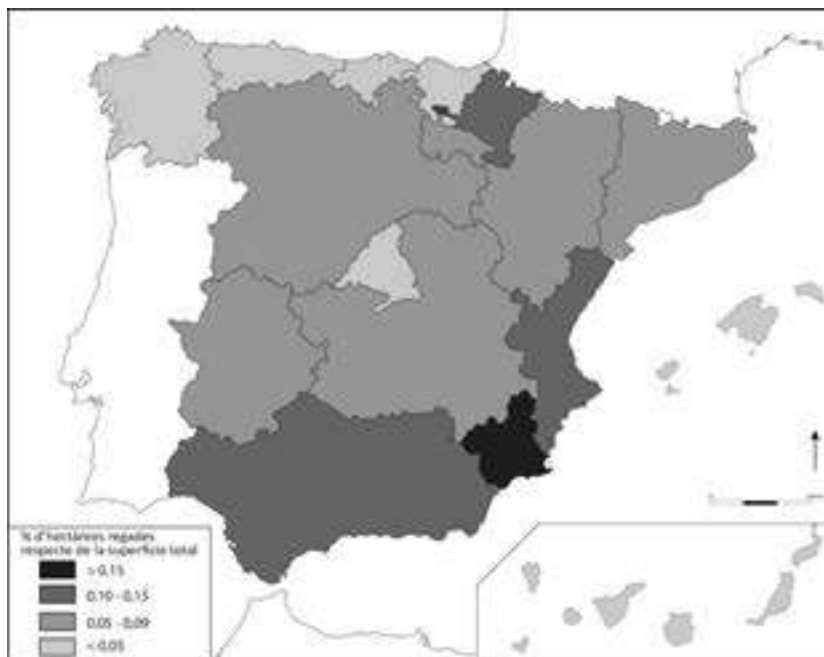 % d'hectàrees regades
respecte de la superfície total
> 0,15
0,10 - 0,15
0,05 - 0,09
< 0,05